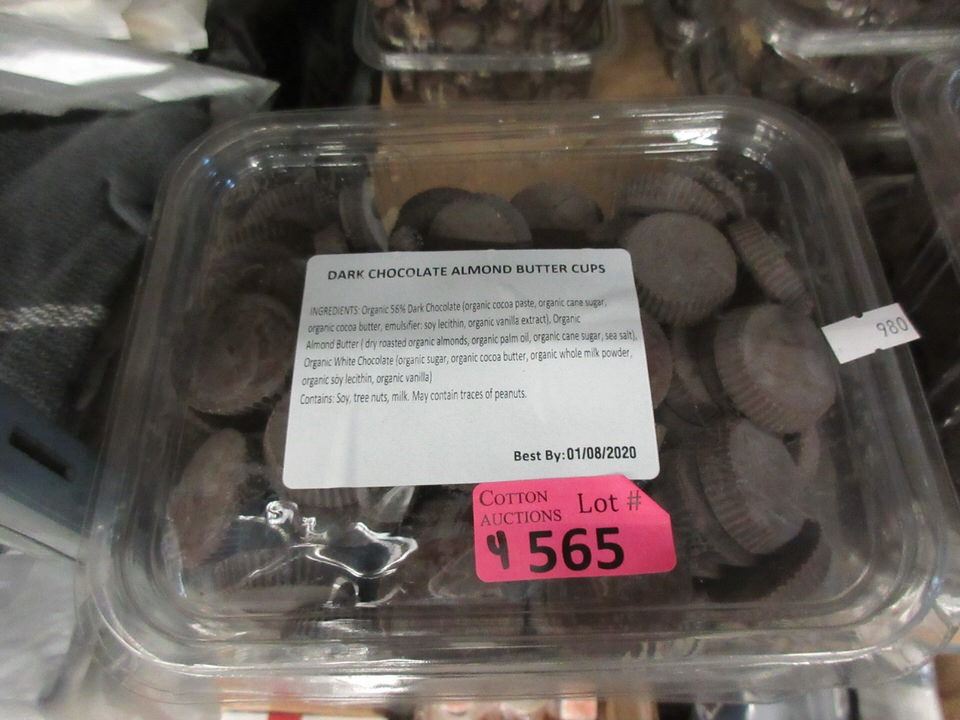 DARK CHOCOLATE ALMOND BUTTER CUPS
INGREDIENTS: Organic 56% Dark Chocolate (organic cocoa paste, organic cane sugar,
organic cocoa butter, emulsifier: soy lecithin, organic vanilla extract), Organic
Almond Butter ( dry roasted organic almonds, organic palm oil, organic cane sugar, sea salt),
Organic White Chocolate (organic sugar, organic cocoa butter, organic whole milk powder,
organic soy lecithin, organic vanilla)
Contains: Soy, tree nuts, milk. May contain traces of peanuts.
Best By: 01/08/2020
980
COTTON
AUCTIONS
Lot #
4 565